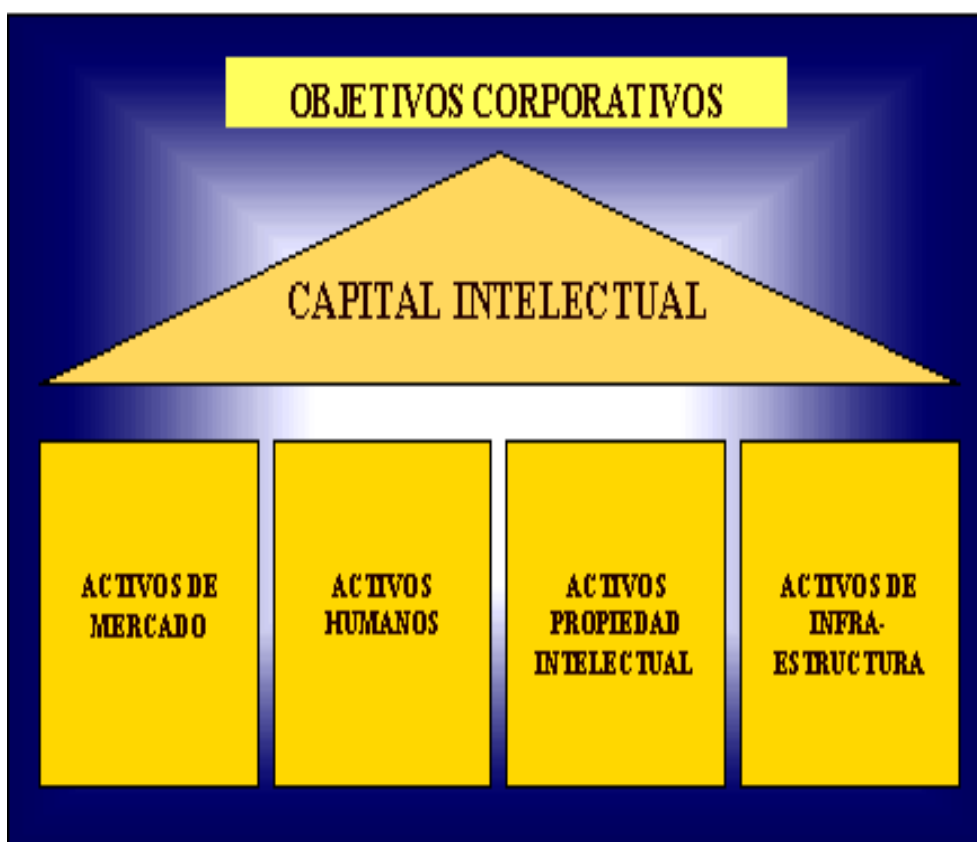 OBJETIVOS CORPORATIVOS
CAPITAL INTELECTUAL
ACTIVOS DE
MERCADO
ACTIVOS
HUMANOS
ACTIVOS
PROPIEDAD
INTELECTUAL
ACTIVOS DE
INFRA-
ESTRUCTURA